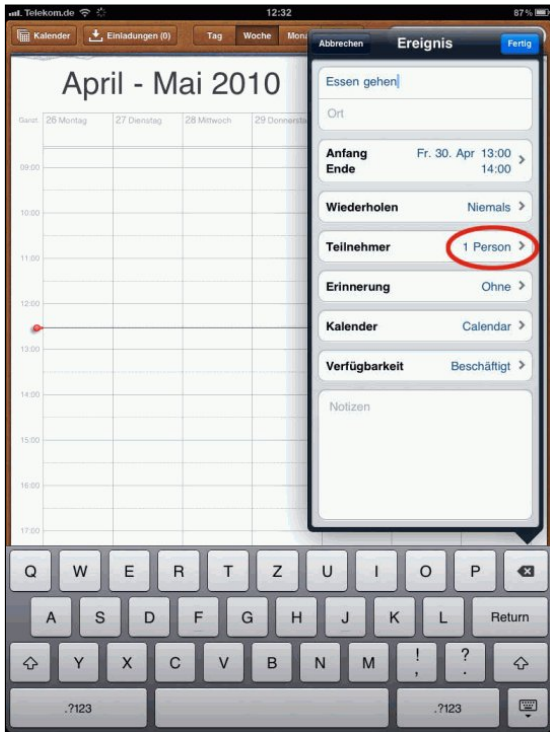 Telekom.de 12:32 87 %
Kalender Einladungen (0) Tag Woche
April - Mai 2010
Ganzt. 26 Montag 27 Dienstag 28 Mittwoch
09:00
10:00
11:00
12:00
13:00
14:00
15:00
16:00
17:00
Abbrechen Ereignis Fertig
Essen gehen
Ort
Anfang Fr. 30. Apr 13:00
Ende 14:00
Wiederholen Niemals
Teilnehmer 1 Person
Erinnerung Ohne
Kalender Calendar
Verfügbarkeit Beschäftigt
Notizen
Q W E R T Z U I O P
A S D F G H J K L Return
Y X C V B N M ! , ? .
.?123 .?123